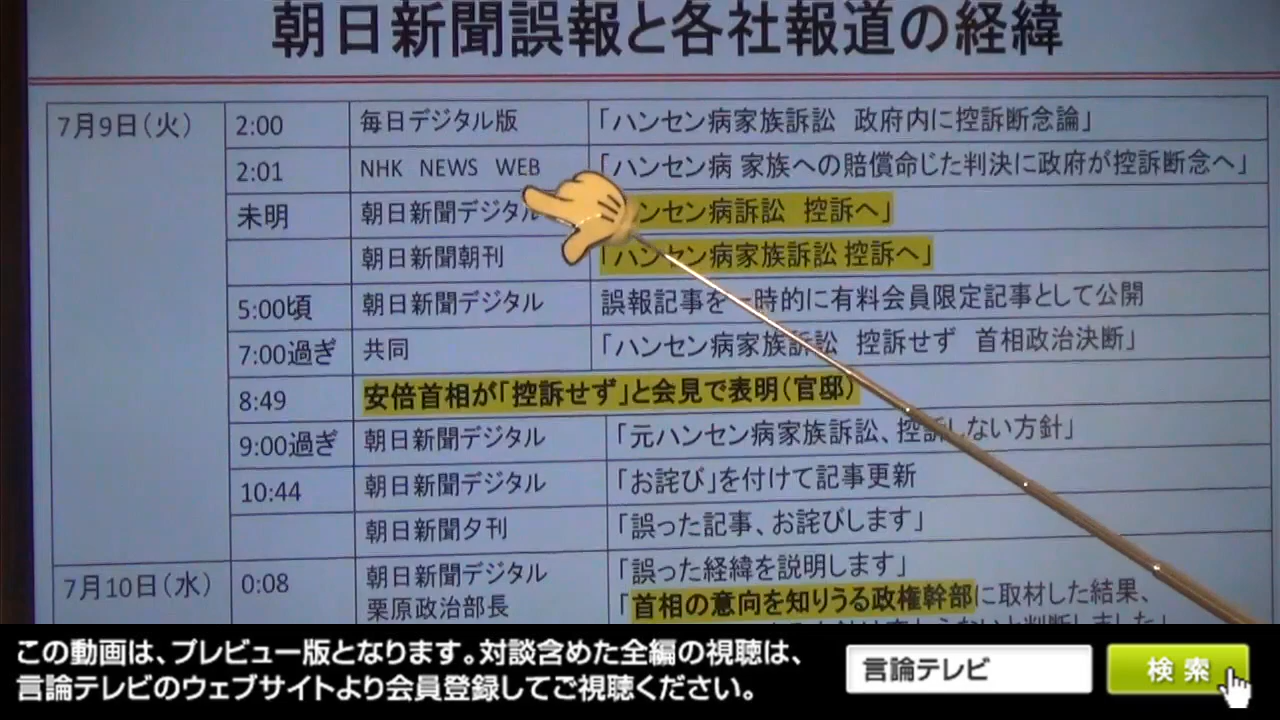 朝日新聞誤報と各社報道の経緯
7月9日（火） 2:00 毎日デジタル版 「ハンセン病家族訴訟 政府内に控訴断念論」
2:01 NHK NEWS WEB 「ハンセン病 家族への賠償命じた判決に政府が控訴断念へ」
未明 朝日新聞デジタル ンセン病訴訟 控訴へ」
朝日新聞朝刊 「ハンセン病家族訴訟 控訴へ」
5:00頃 朝日新聞デジタル 誤報記事を一時的に有料会員限定記事として公開
7:00過ぎ 共同 「ハンセン病家族訴訟 控訴せず 首相政治決断」
8:49 安倍首相が「控訴せず」と会見で表明（官邸）
9:00過ぎ 朝日新聞デジタル 「元ハンセン病家族訴訟、控訴しない方針」
10:44 朝日新聞デジタル 「お詫び」を付けて記事更新
朝日新聞夕刊 「誤った記事、お詫びします」
7月10日（水） 0:08 朝日新聞デジタル 「誤った経緯を説明します」
栗原政治部長 「首相の意向を知りうる政権幹部に取材した結果、
この動画は、プレビュー版となります。対談含めた全編の視聴は、
言論テレビのウェブサイトより会員登録してご視聴ください。
言論テレビ 検索